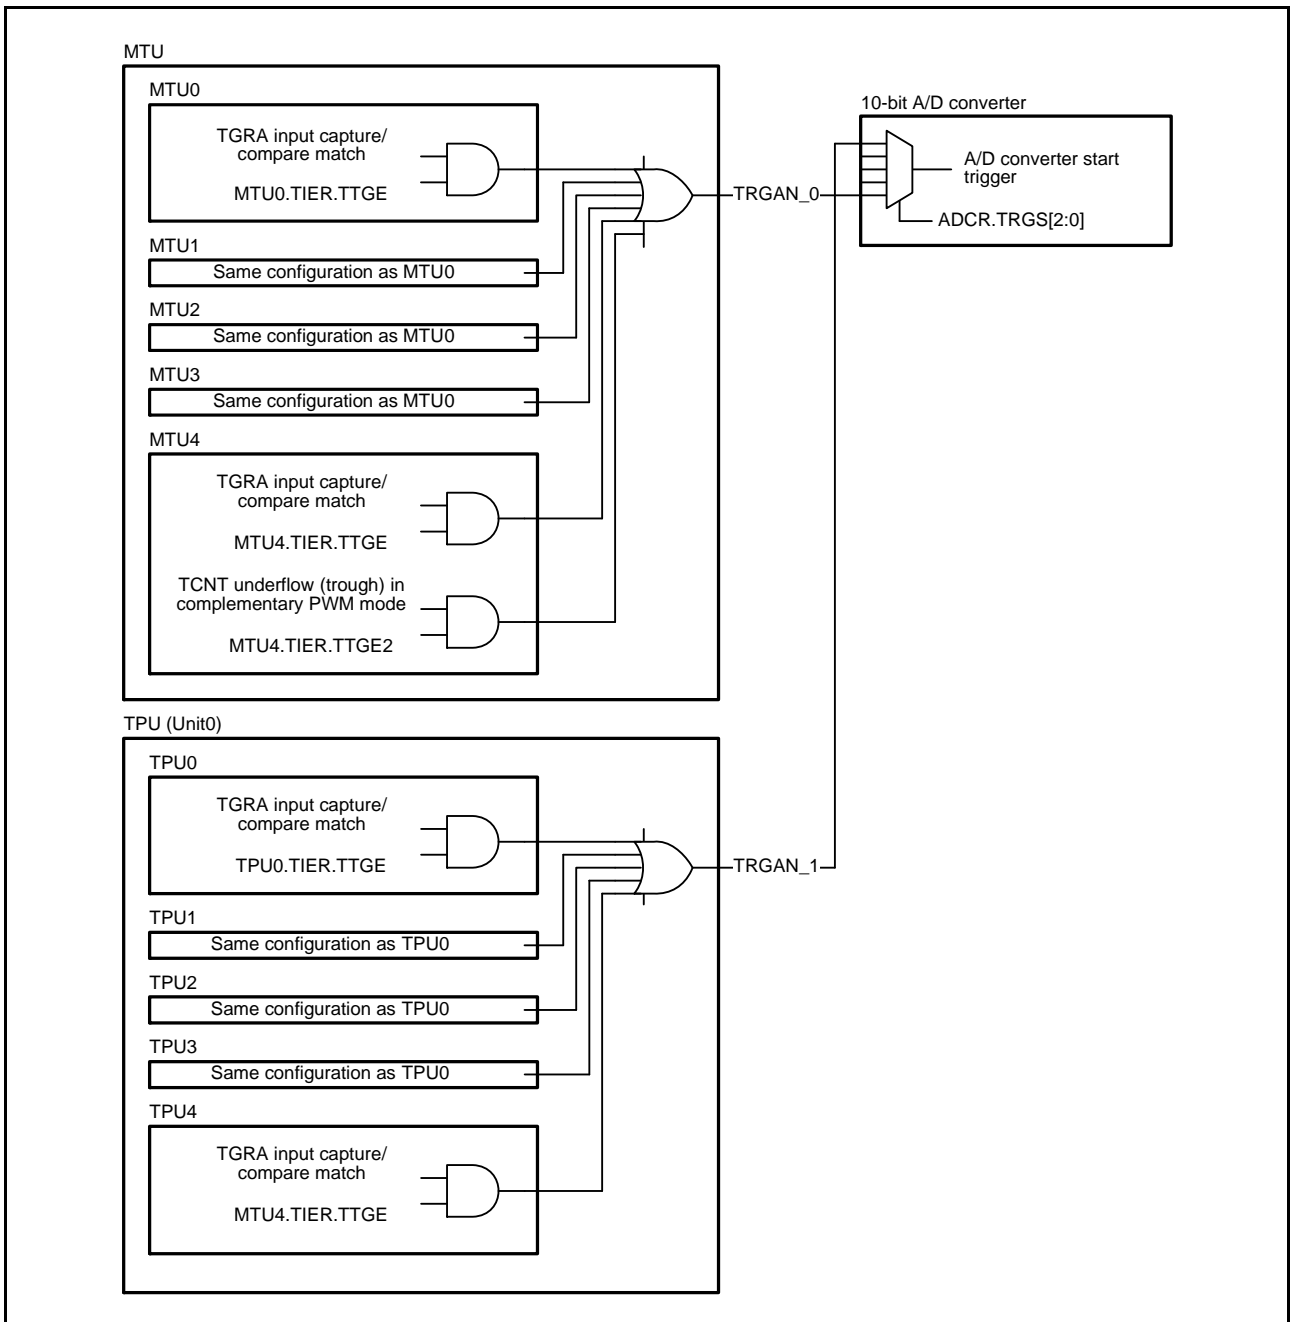 MTU
MTU0
TGRA input capture/
compare match
MTU0.TIER.TTGE
MTU1
Same configuration as MTU0
MTU2
Same configuration as MTU0
MTU3
Same configuration as MTU0
MTU4
TGRA input capture/
compare match
MTU4.TIER.TTGE
TCNT underflow (trough) in
complementary PWM mode
MTU4.TIER.TTGE2
TRGAN_0
10-bit A/D converter
A/D converter start
trigger
ADCR.TRGS[2:0]
TPU (Unit0)
TPU0
TGRA input capture/
compare match
TPU0.TIER.TTGE
TPU1
Same configuration as TPU0
TPU2
Same configuration as TPU0
TPU3
Same configuration as TPU0
TPU4
TGRA input capture/
compare match
MTU4.TIER.TTGE
TRGAN_1